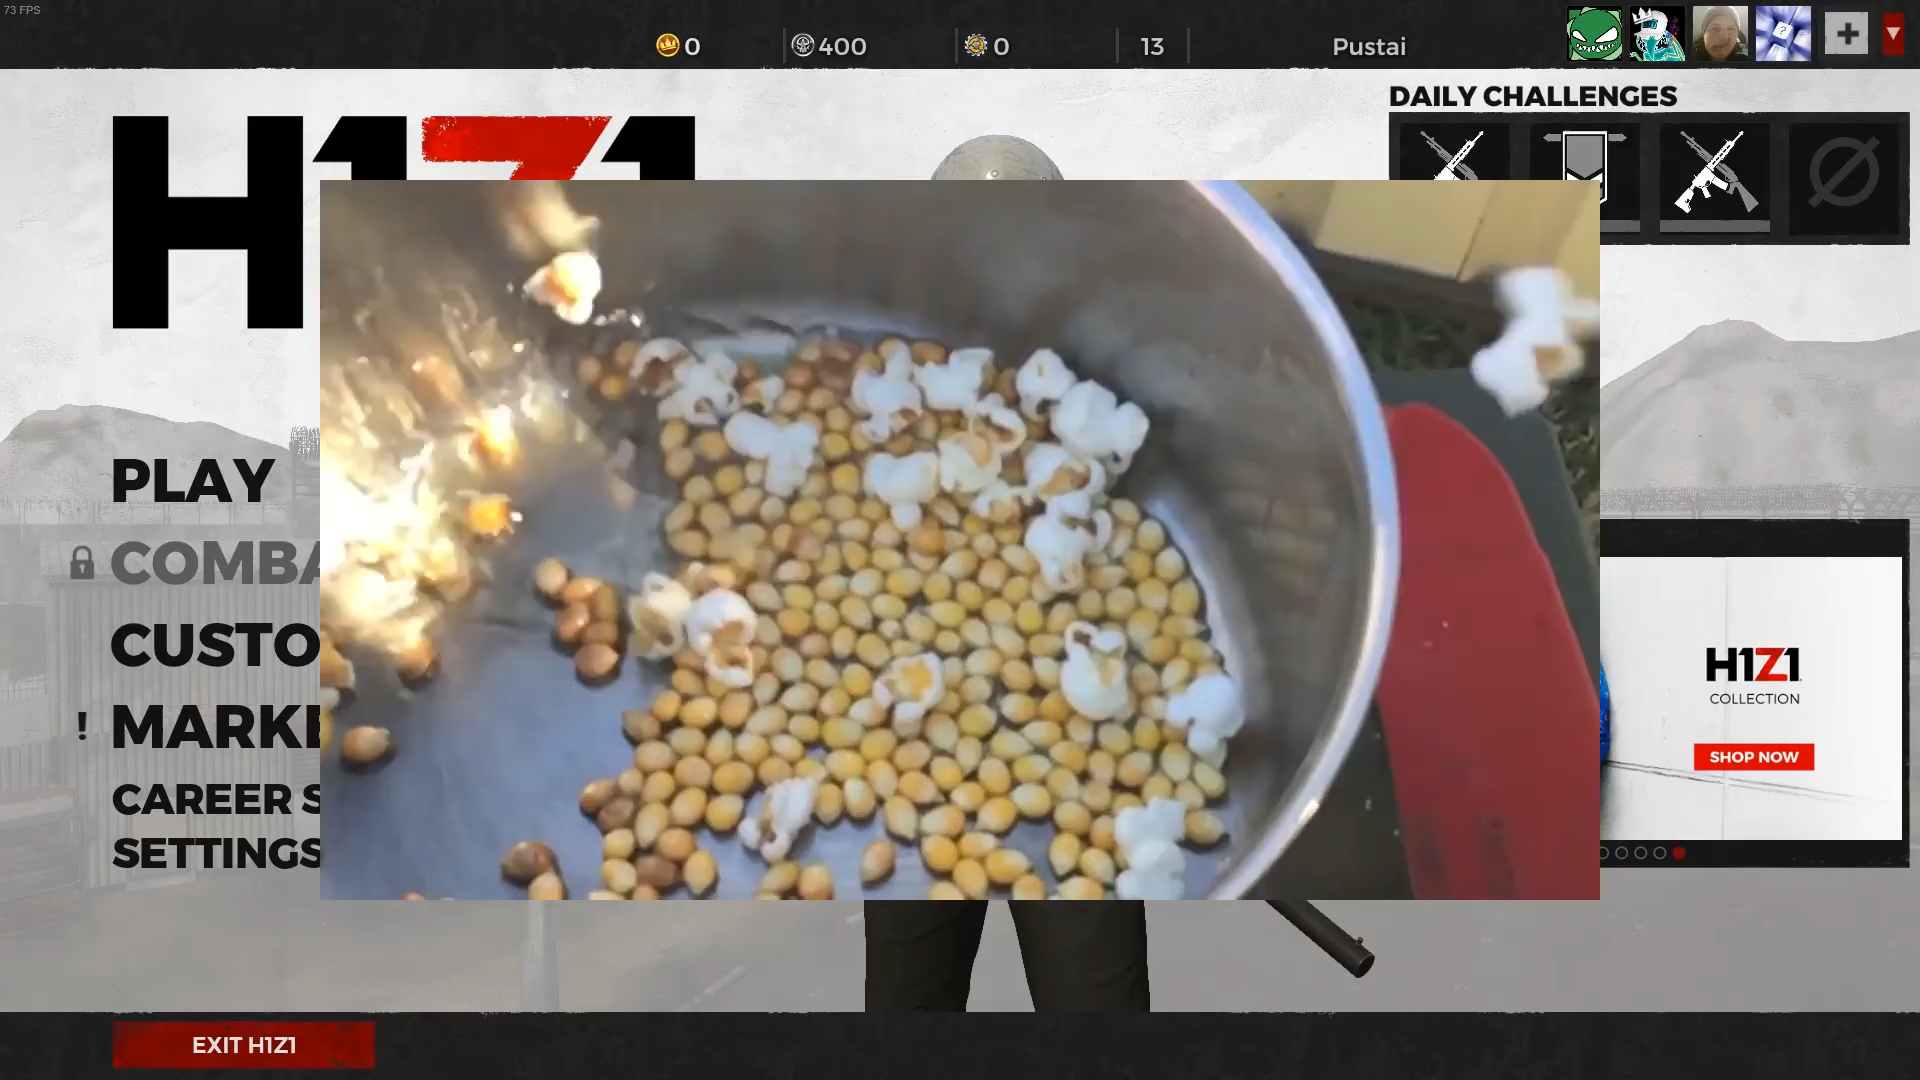 73 FPS
0
400
0
13
Pustai
DAILY CHALLENGES
H1Z1
PLAY
COMBA
CUSTO
MARKE
CAREER S
SETTINGS
H1Z1
COLLECTION
SHOP NOW
EXIT H1Z1